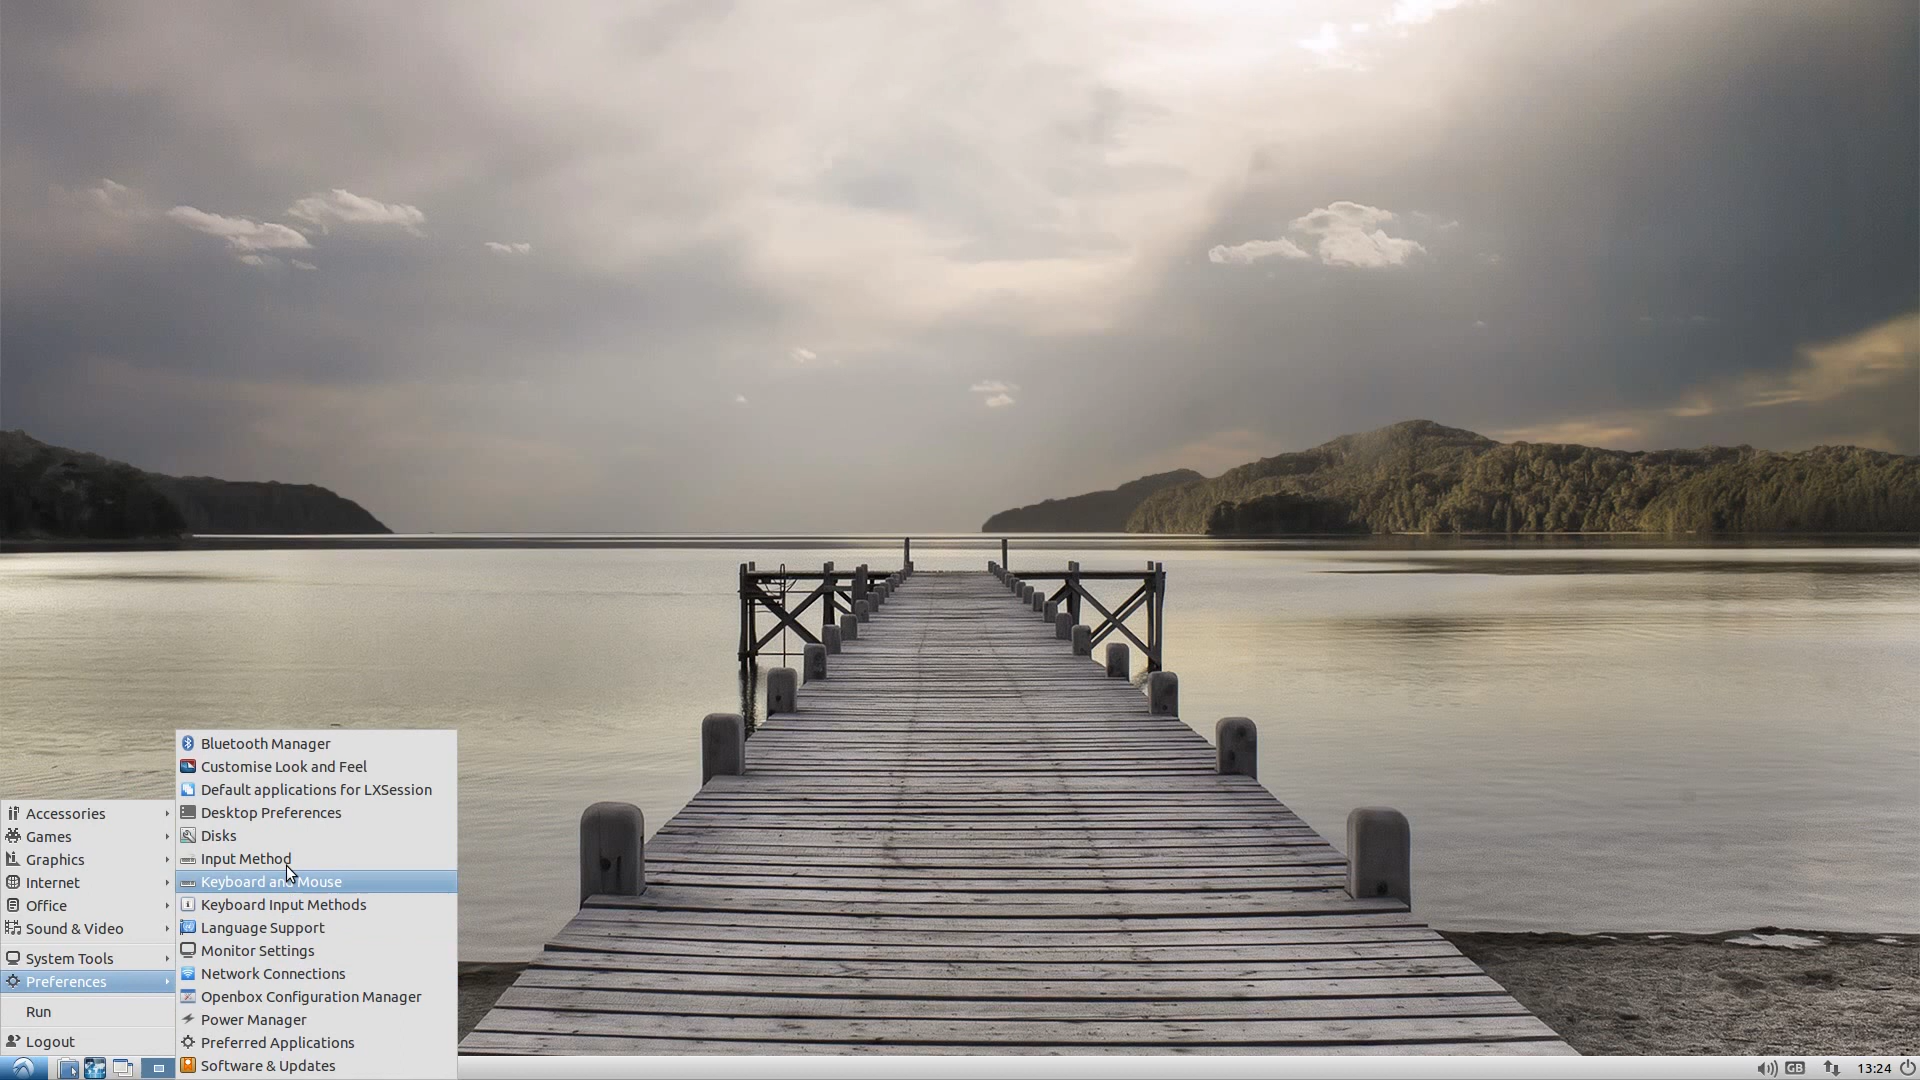 Bluetooth Manager
Customise Look and Feel
Default applications for LXSession
Desktop Preferences
Disks
Input Method
Keyboard and Mouse
Keyboard Input Methods
Language Support
Monitor Settings
Network Connections
Openbox Configuration Manager
Power Manager
Preferred Applications
Software & Updates
Accessories
Games
Graphics
Internet
Office
Sound & Video
System Tools
Preferences
Run
Logout
GB
13:24